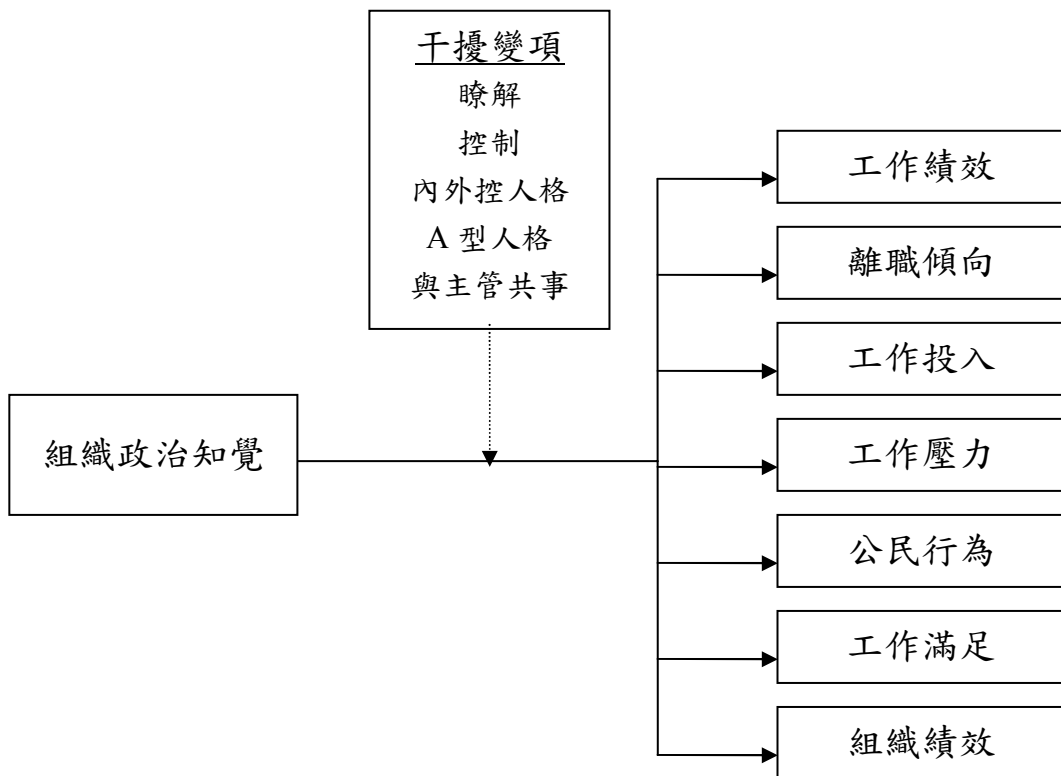 干擾變項
瞭解
控制
內外控人格
A 型人格
與主管共事
組織政治知覺
工作績效
離職傾向
工作投入
工作壓力
公民行為
工作滿足
組織績效